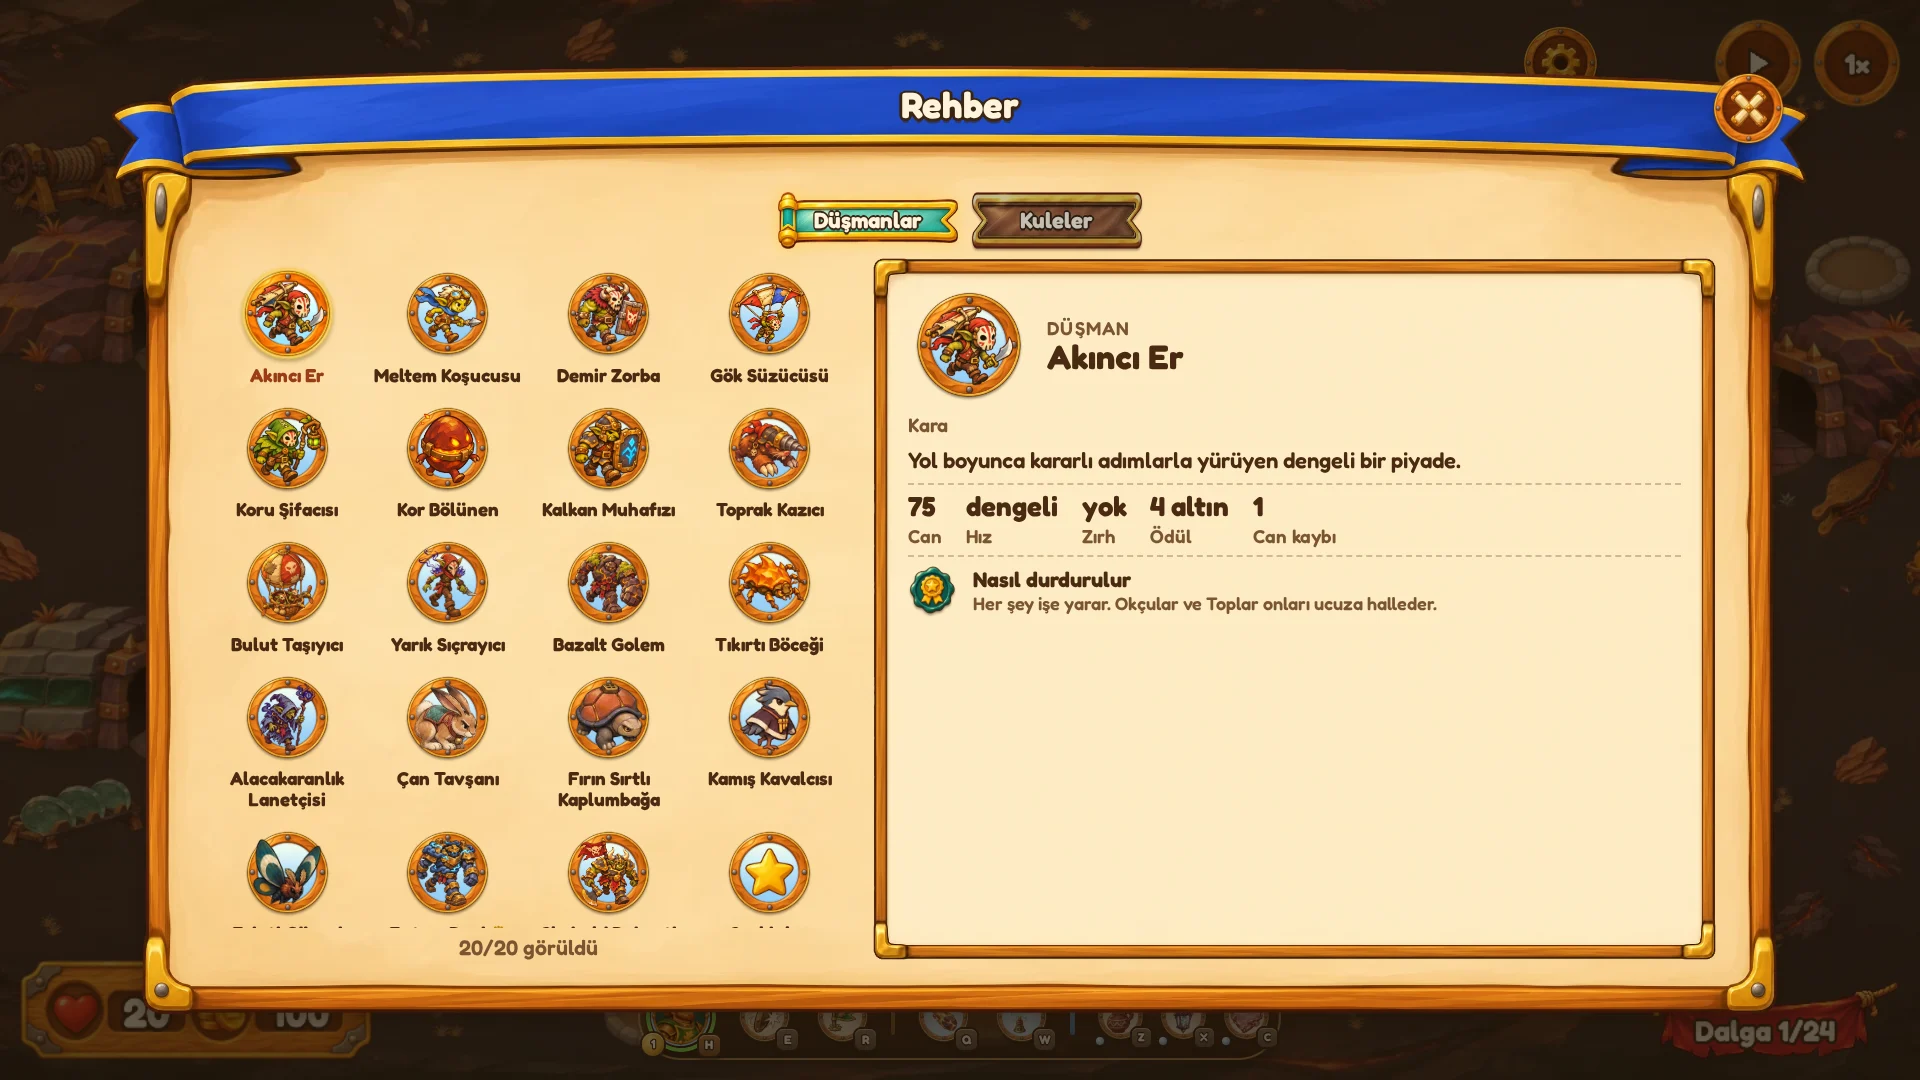 Rehber
1x
Düşmanlar
Kuleler
Akıncı Er
Meltem Koşucusu
Demir Zorba
Gök Süzücüsü
Koru Şifacısı
Kor Bölünen
Kalkan Muhafızı
Toprak Kazıcı
Bulut Taşıyıcı
Yarık Sıçrayıcı
Bazalt Golem
Tıkırtı Böceği
Alacakaranlık
Lanetçisi
Çan Tavşanı
Fırın Sırtlı
Kaplumbağa
Kamış Kavalcısı
20/20 görüldü
DÜŞMAN
Akıncı Er
Kara
Yol boyunca kararlı adımlarla yürüyen dengeli bir piyade.
75 dengeli yok 4 altın 1
Can Hız Zırh Ödül Can kaybı
Nasıl durdurulur
Her şey işe yarar. Okçular ve Toplar onları ucuza halleder.
20 100
1 H E R Q W Z X C
Dalga 1/24